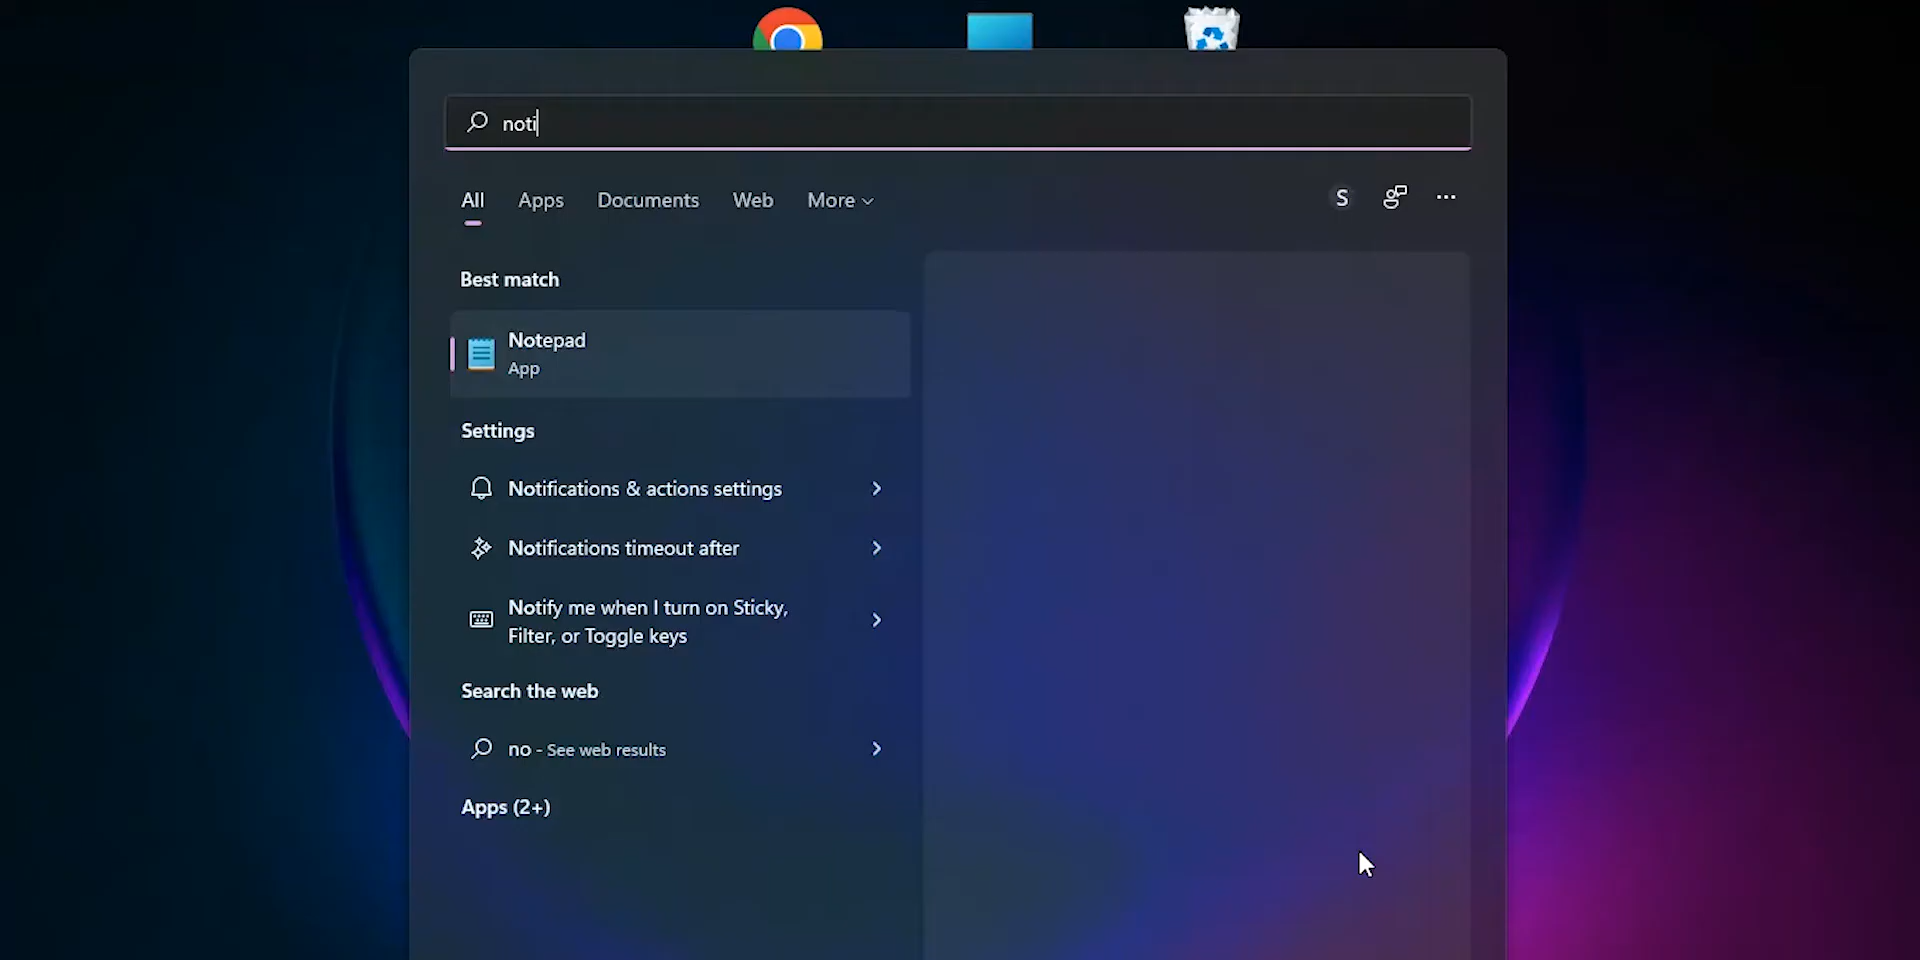 noti
All Apps Documents Web More
S
Best match
Notepad
App
Settings
Notifications & actions settings
Notifications timeout after
Notify me when I turn on Sticky,
Filter, or Toggle keys
Search the web
no - See web results
Apps (2+)